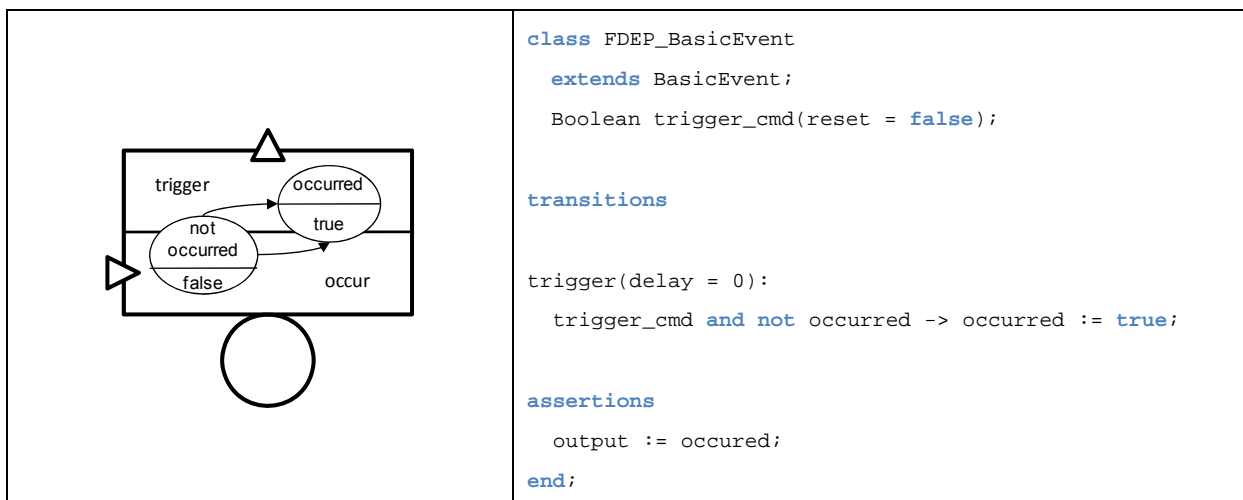 trigger
occurred
true
not
occurred
false
occur
class FDEP_BasicEvent
extends BasicEvent;
Boolean trigger_cmd(reset = false);
transitions
trigger(delay = 0):
trigger_cmd and not occurred -> occurred := true;
assertions
output := occured;
end;